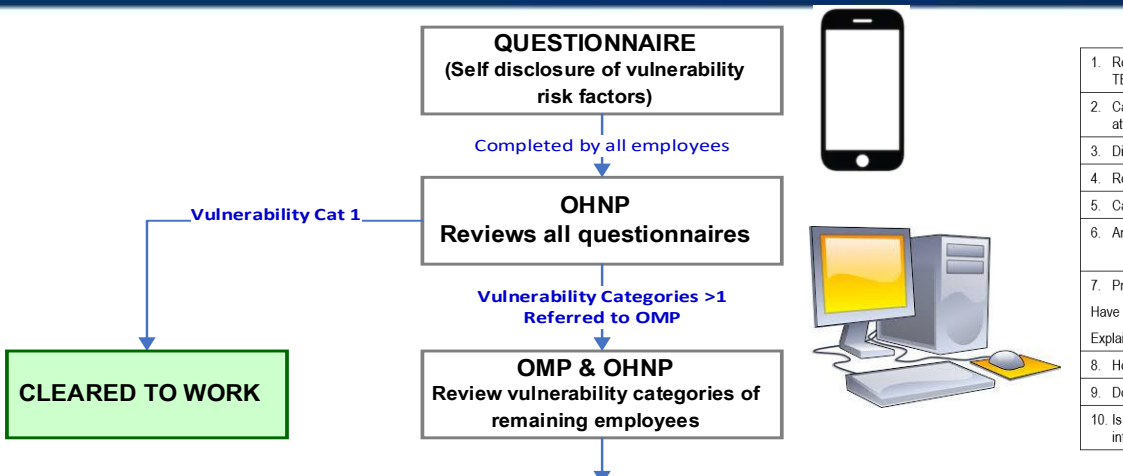 QUESTIONNAIRE
(Self disclosure of vulnerability
risk factors)
Completed by all employees
OHNP
Reviews all questionnaires
Vulnerability Cat 1
Vulnerability Categories >1
Referred to OMP
CLEARED TO WORK
OMP & OHNP
Review vulnerability categories of
remaining employees
1.
2.
at
3.
4.
5.
6.
7.
Have
8.
9.
10. Is